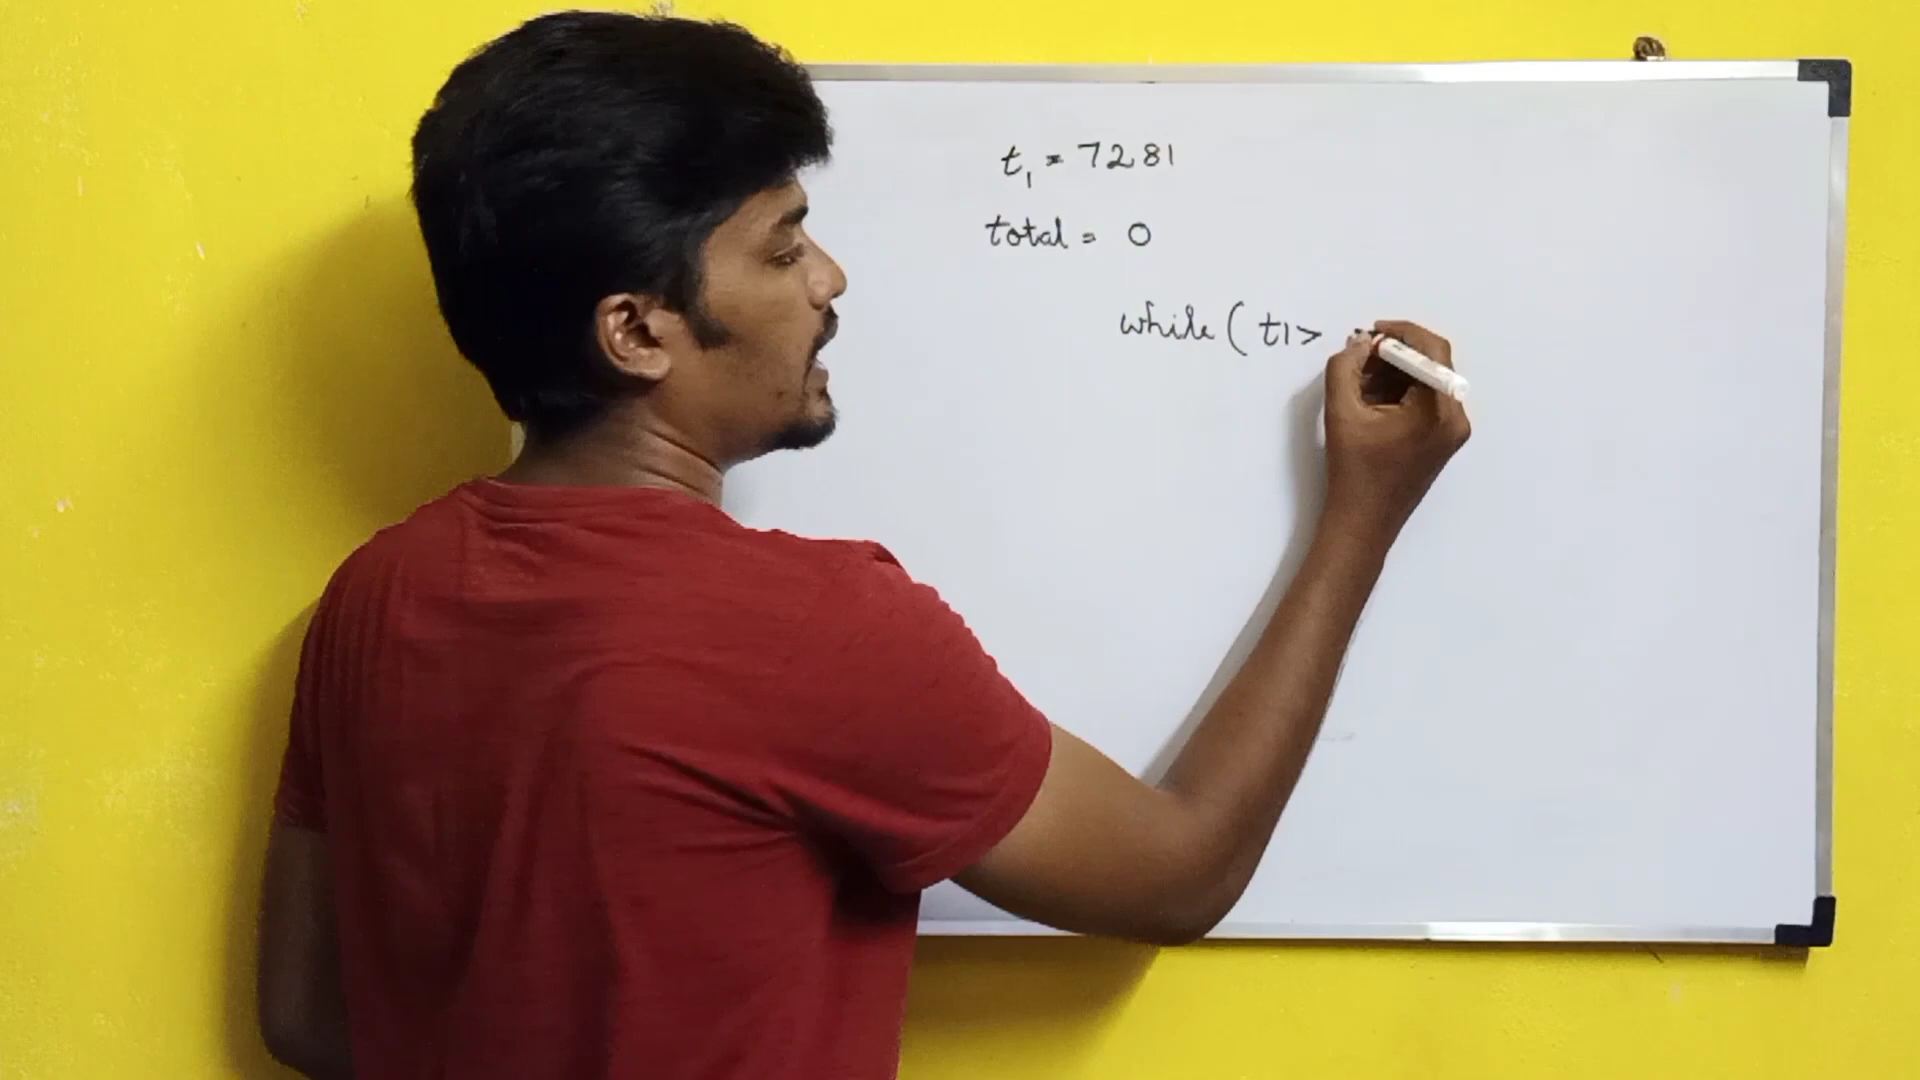 t1 = 7281
total = 0
while ( t1 >